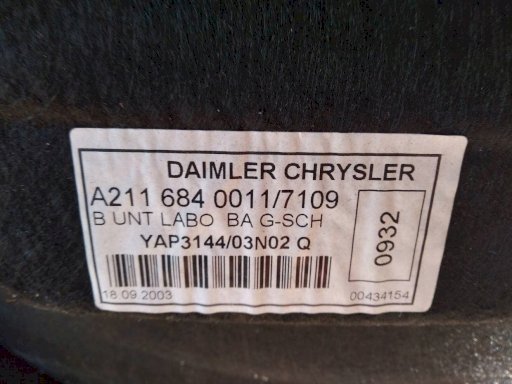 DAIMLER CHRYSLER
A211 684 0011/7109
B UNT LABO BA G-SCH
YAP3144/03N02 Q
0932
18.09.2003
00434154